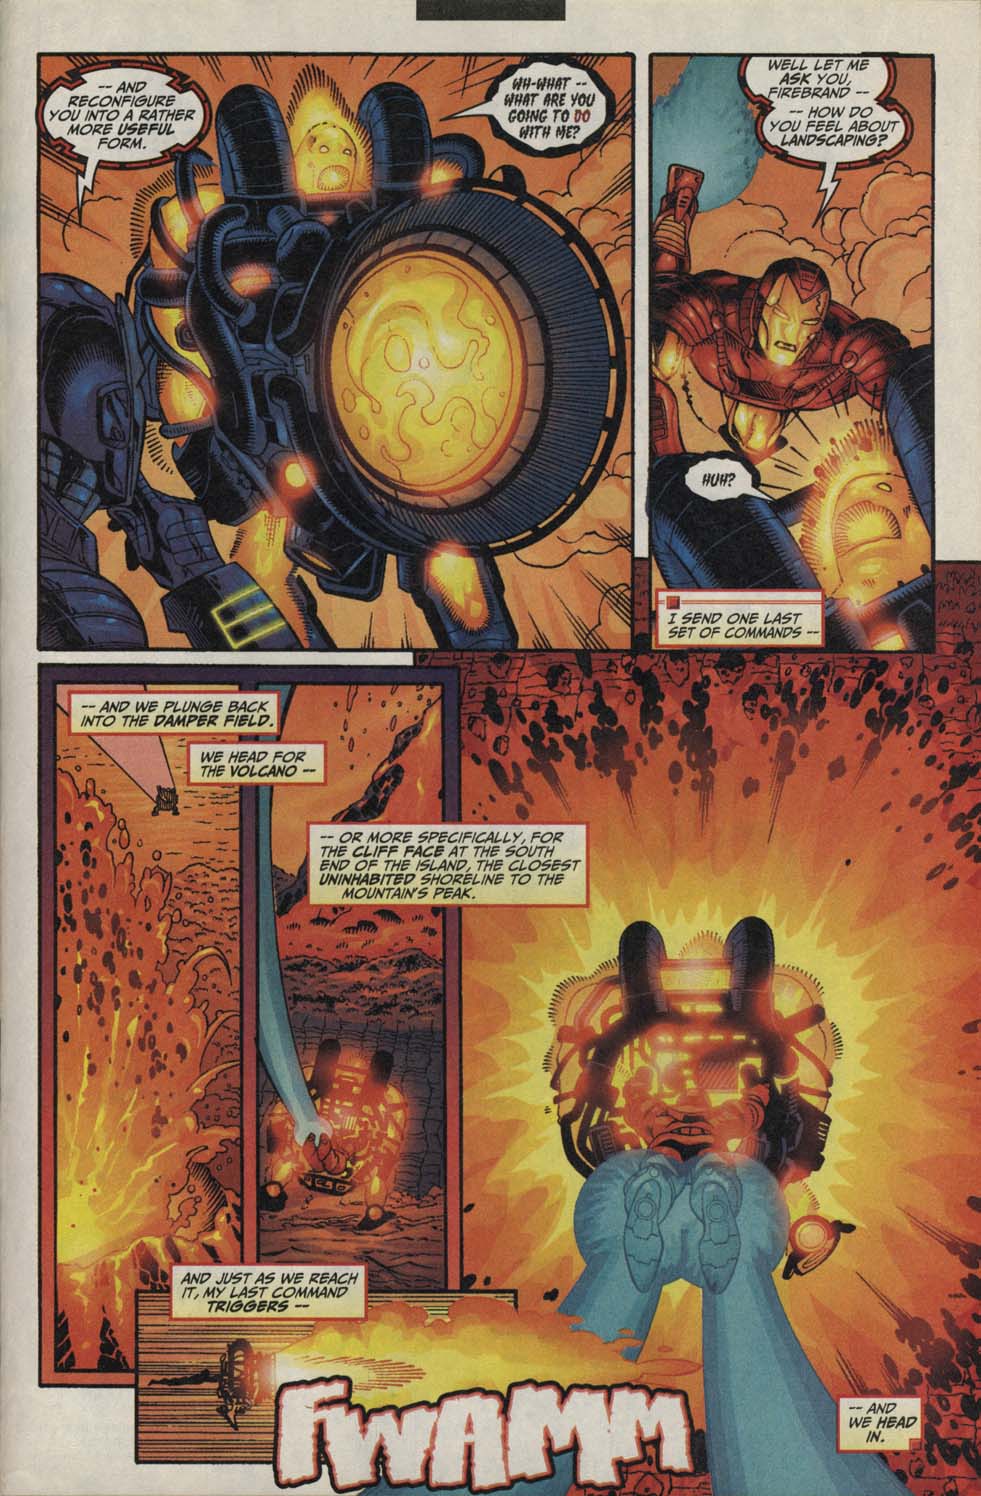 -- AND
RECONFIGURE
YOU INTO A RATHER
MORE USEFUL
FORM.
WH-WHAT --
WHAT ARE YOU
GOING TO DO
WITH ME?
WELL LET ME
ASK YOU,
FIREBRAND --
-- HOW DO
YOU FEEL ABOUT
LANDSCAPING?
HUH?
I SEND ONE LAST
SET OF COMMANDS --
-- AND WE PLUNGE BACK
INTO THE DAMPER FIELD.
WE HEAD FOR
THE VOLCANO --
-- OR MORE SPECIFICALLY, FOR
THE CLIFF FACE AT THE SOUTH
END OF THE ISLAND, THE CLOSEST
UNINHABITED SHORELINE TO THE
MOUNTAIN'S PEAK.
AND JUST AS WE REACH
IT, MY LAST COMMAND
TRIGGERS --
FWAMM
-- AND
WE HEAD
IN.